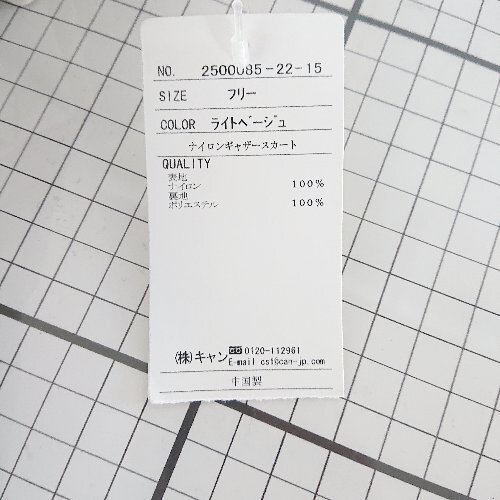 NO. 2500085-22-15
SIZE フリー
COLOR ライトベージュ
ナイロンギャザースカート
QUALITY
表地
ナイロン 100%
裏地
ポリエステル 100%
(株)キャン 0120-112961
E-mail cs1@can-jp.com
中国製